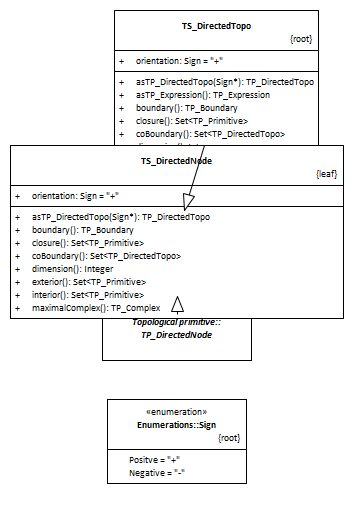 TS_DirectedTopo
{root}
+ orientation: Sign = "+"
+ asTP_DirectedTopo(Sign*): TP_DirectedTopo
+ asTP_Expression(): TP_Expression
+ boundary(): TP_Boundary
+ closure(): Set<TP_Primitive>
+ coBoundary(): Set<TP_DirectedTopo>
TS_DirectedNode
{leaf}
+ orientation: Sign = "+"
+ asTP_DirectedTopo(Sign*): TP_DirectedTopo
+ boundary(): TP_Boundary
+ closure(): Set<TP_Primitive>
+ coBoundary(): Set<TP_DirectedTopo>
+ dimension(): Integer
+ exterior(): Set<TP_Primitive>
+ interior(): Set<TP_Primitive>
+ maximalComplex(): TP_Complex
Topological primitive::
TP_DirectedNode
«enumeration»
Enumerations::Sign
{root}
Positve = "+"
Negative = "-"